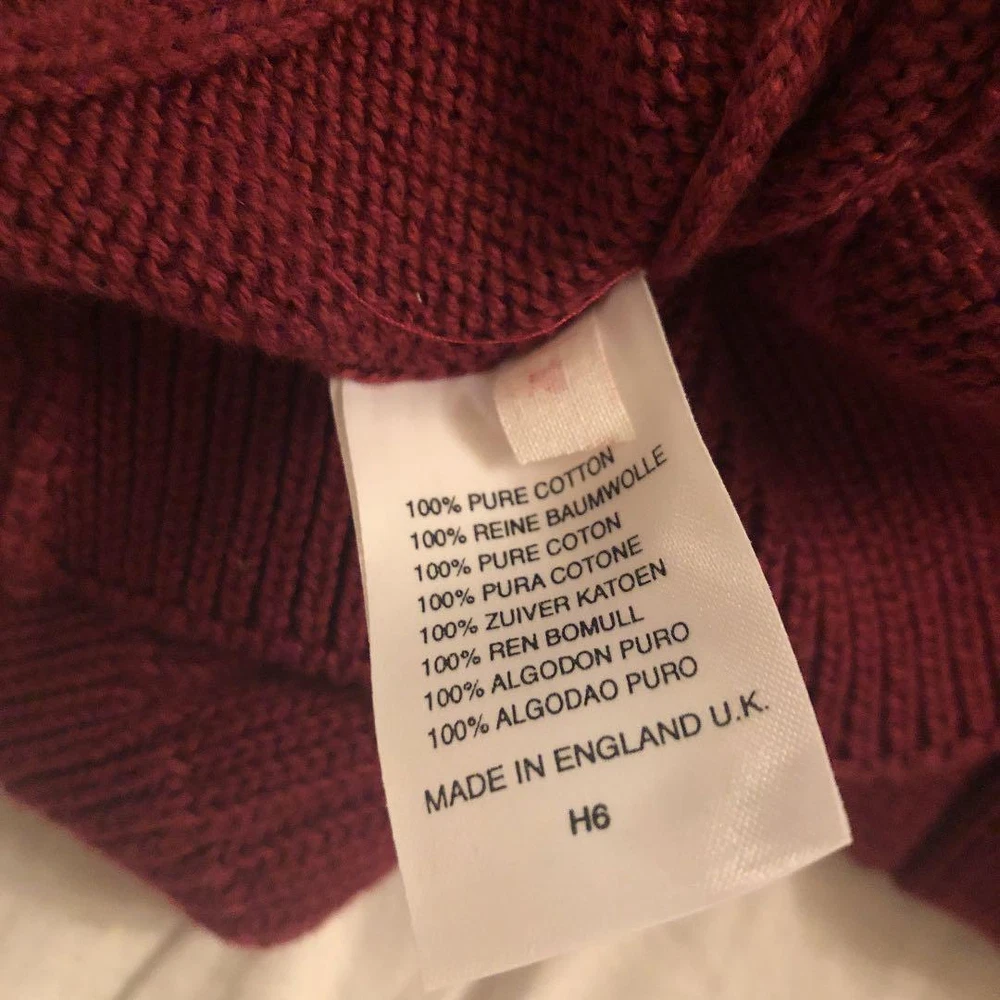 100% PURE COTTON
100% REINE BAUMWOLLE
100% PURE COTON
100% PURA COTONE
100% ZUIVER KATOEN
100% REN BOMULL
100% ALGODON PURO
100% ALGODAO PURO
MADE IN ENGLAND U.K.
H6